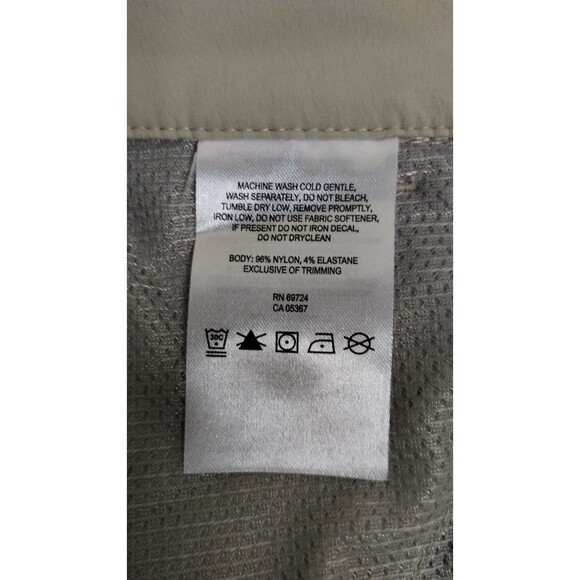 MACHINE WASH COLD GENTLE,
WASH SEPARATELY, DO NOT BLEACH,
TUMBLE DRY LOW, REMOVE PROMPTLY,
IRON LOW, DO NOT USE FABRIC SOFTENER,
IF PRESENT DO NOT IRON DECAL,
DO NOT DRYCLEAN
BODY: 96% NYLON, 4% ELASTANE
EXCLUSIVE OF TRIMMING
RN 69724
CA 05367
30C